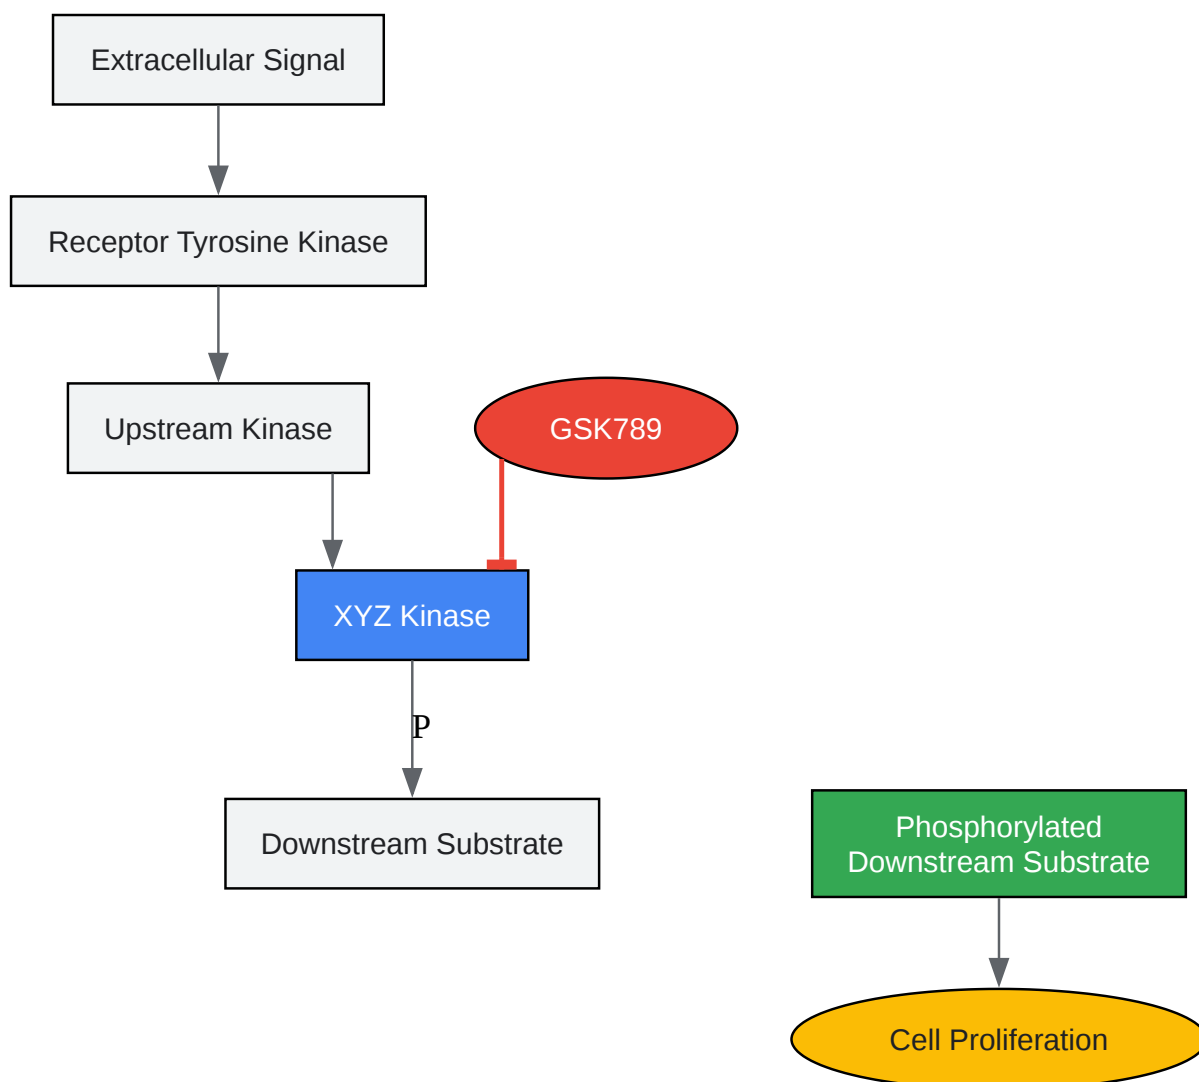 Extracellular Signal
Receptor Tyrosine Kinase
Upstream Kinase
GSK789
XYZ Kinase
P
Downstream Substrate
Phosphorylated
Downstream Substrate
Cell Proliferation